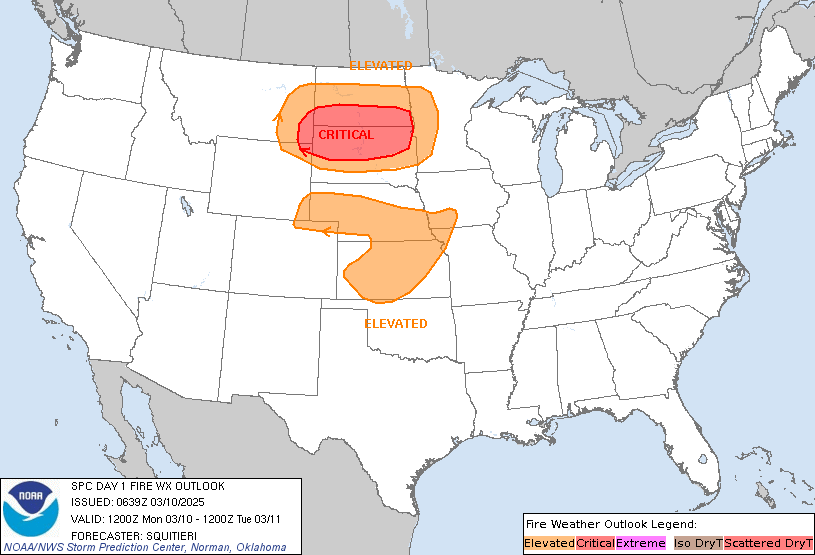 ELEVATED
CRITICAL
ELEVATED
NOAA
SPC DAY 1 FIRE WX OUTLOOK
ISSUED: 0639Z 03/10/2025
VALID: 1200Z Mon 03/10 - 1200Z Tue 03/11
FORECASTER: SQUITIERI
NOAA/NWS Storm Prediction Center, Norman, Oklahoma
Fire Weather Outlook Legend:
Elevated Critical Extreme Iso DryT Scattered DryT